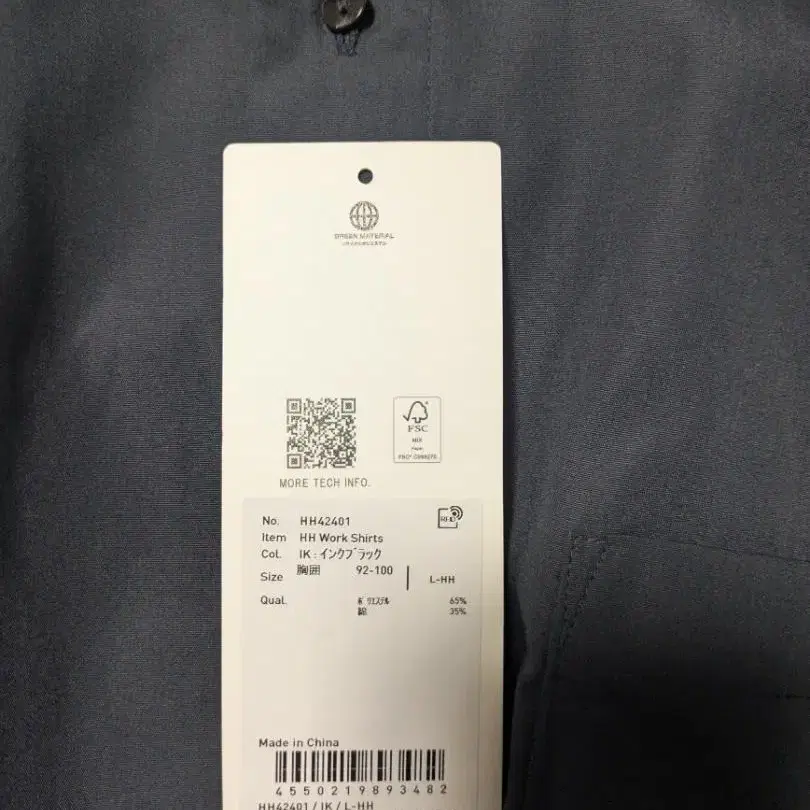 GREEN MATERIAL
FSC
MIX
MORE TECH INFO.
No. HH42401
RFID
Item HH Work Shirts
Col. IK : インクブラック
Size 胸囲 92-100 L-HH
Qual. ポリエステル 65%
綿 35%
Made in China
4550219893482
HH42401 / IK / L-HH